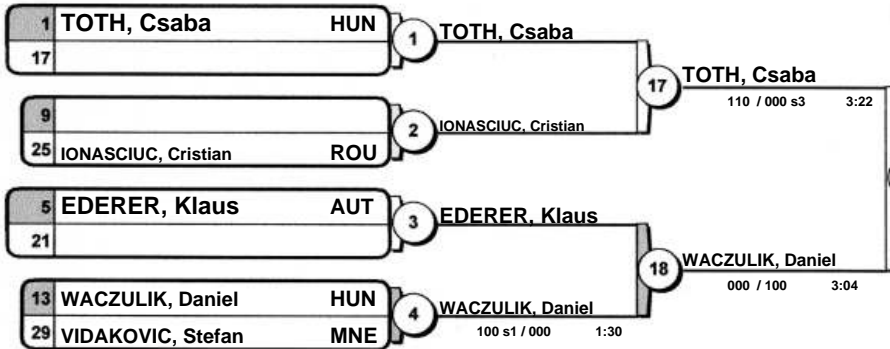 1 TOTH, Csaba HUN
17
1
TOTH, Csaba
9
25 IONASCIUC, Cristian ROU
2
IONASCIUC, Cristian
17
TOTH, Csaba
110 / 000 s3 3:22
5 EDERER, Klaus AUT
21
3
EDERER, Klaus
13 WACZULIK, Daniel HUN
29 VIDAKOVIC, Stefan MNE
4
WACZULIK, Daniel
100 s1 / 000 1:30
18
WACZULIK, Daniel
000 / 100 3:04